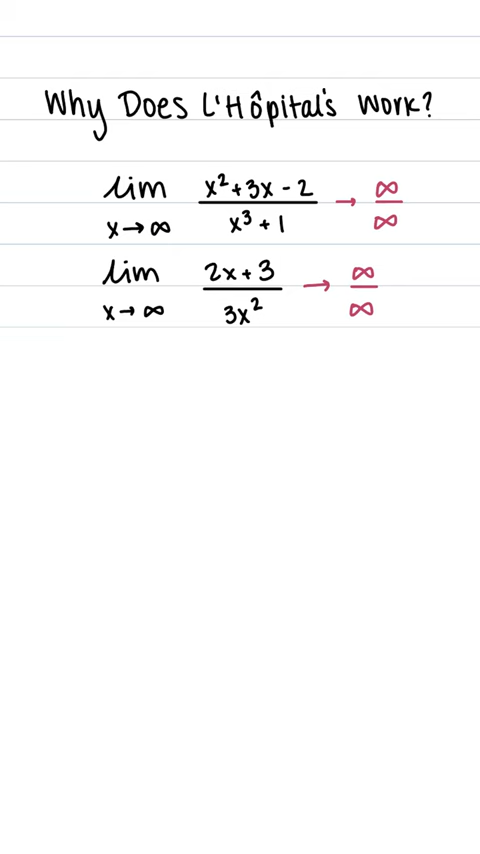 Why Does L'Hôpital's Work?
lim x→∞ (x²+3x-2)/(x³+1) → ∞/∞
lim x→∞ (2x+3)/(3x²) → ∞/∞